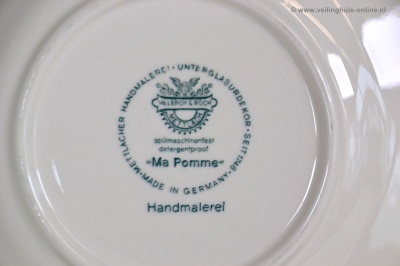 © www.veilinghuis-online.nl
METTLACHER HANDMALEREI · UNTERGLASURDEKOR · SEIT 1748 · MADE IN GERMANY ·
VILLEROY & BOCH
METTLACH
spülmaschinenfest
detergentproof
»Ma Pomme«
Handmalerei